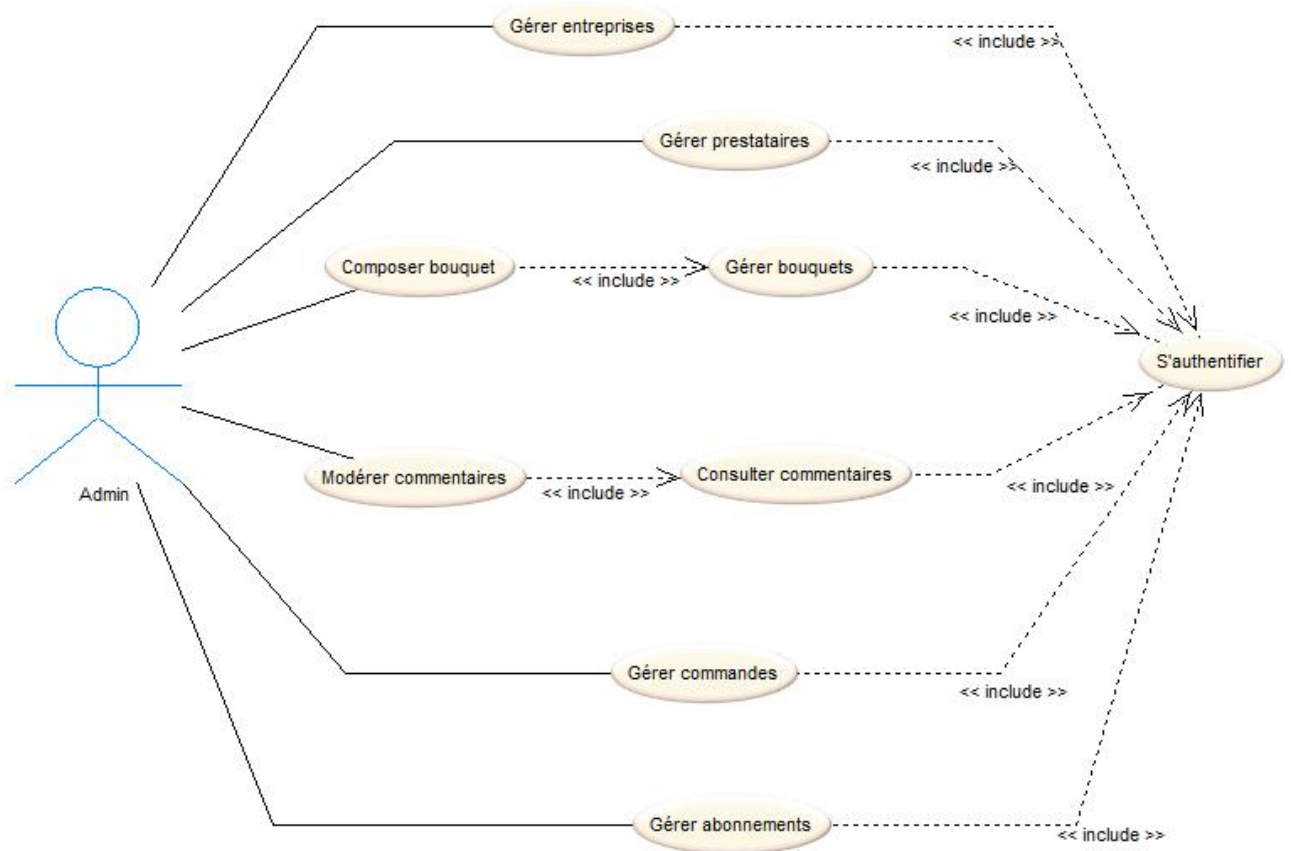 Gérer entreprises
<< include >>
Gérer prestataires
<< include >>
Composer bouquet
<< include >>
Gérer bouquets
<< include >>
S'authentifier
Modérer commentaires
<< include >>
Consulter commentaires
<< include >>
Admin
Gérer commandes
<< include >>
Gérer abonnements
<< include >>